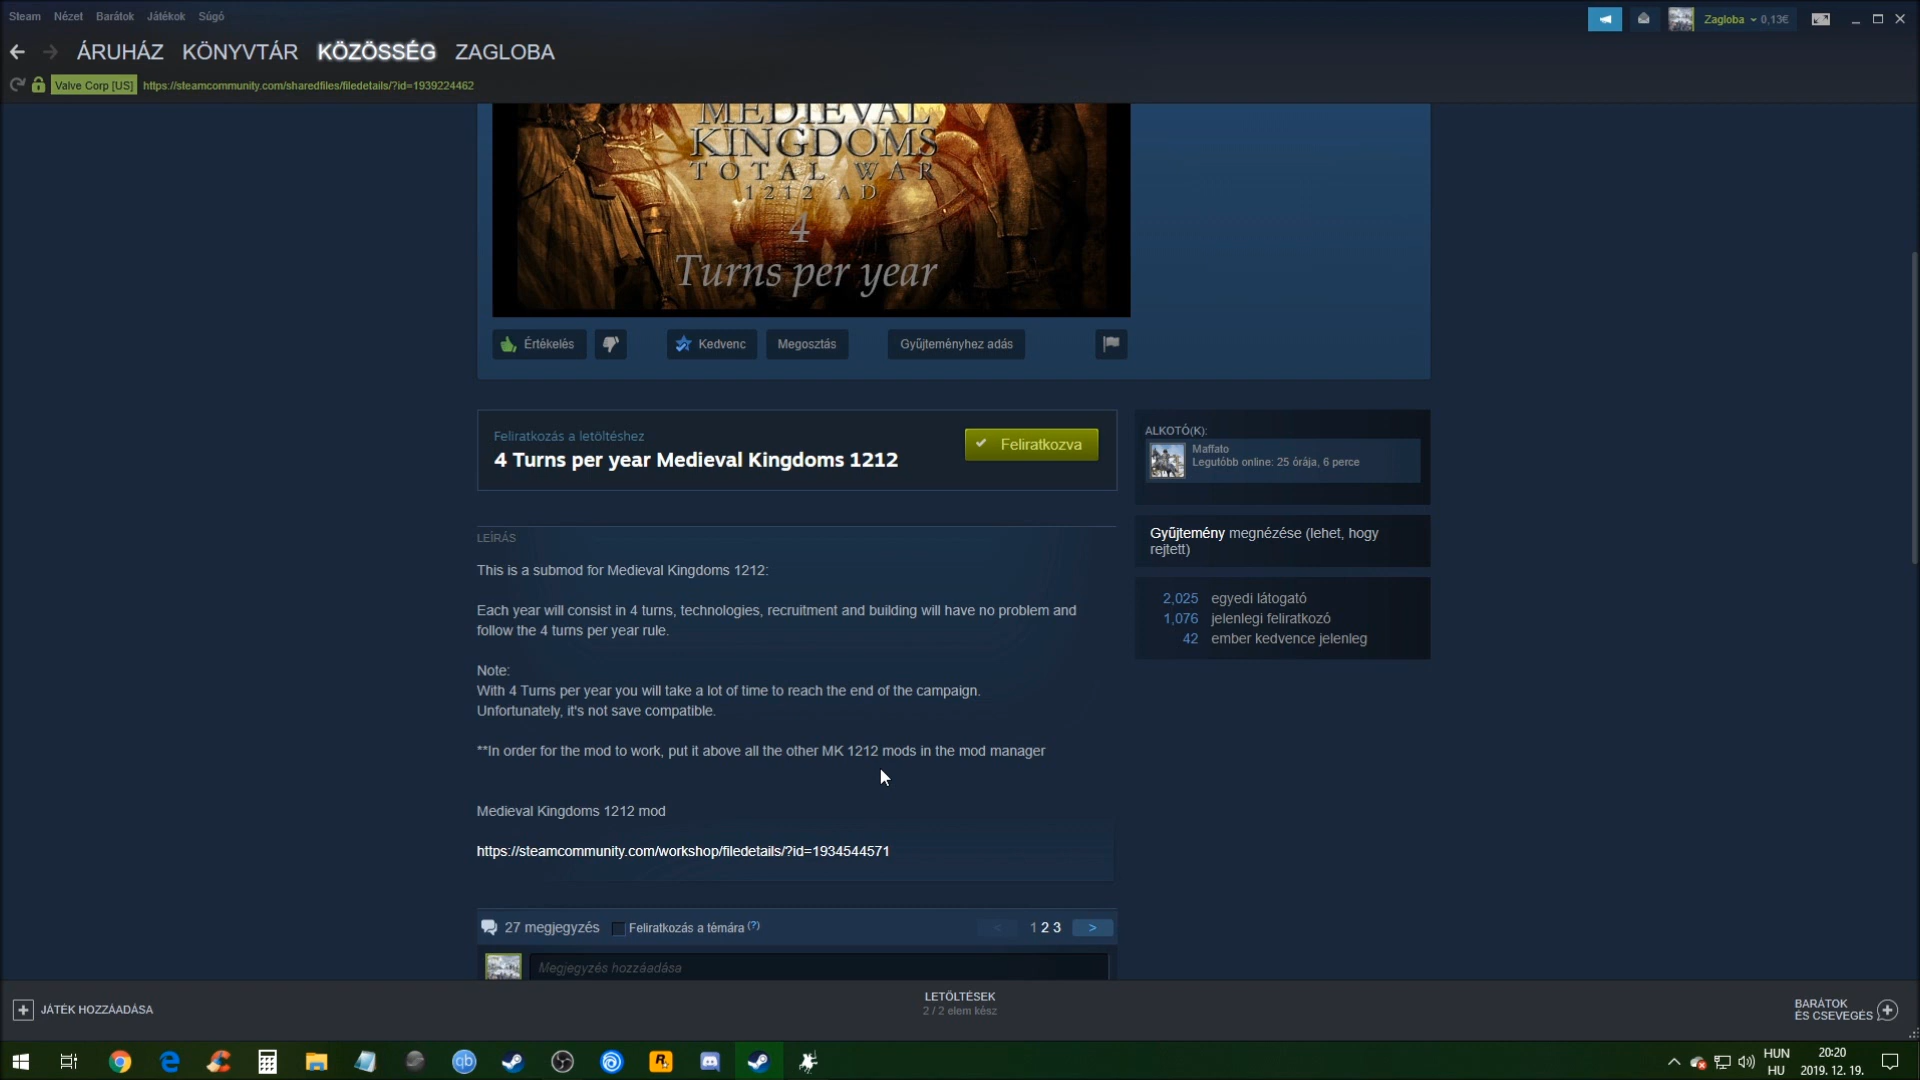 Steam Nézet Barátok Játékok Súgó
Zagloba 0,13€
ÁRUHÁZ KÖNYVTÁR KÖZÖSSÉG ZAGLOBA
Valve Corp [US] https://steamcommunity.com/sharedfiles/filedetails/?id=1939224462
MEDIEVAL
KINGDOMS
TOTAL WAR
1212 AD
4
Turns per year
Értékelés Kedvenc Megosztás Gyűjteményhez adás
Feliratkozás a letöltéshez
4 Turns per year Medieval Kingdoms 1212
Feliratkozva
ALKOTÓ(K):
Maffato
Legutóbb online: 25 órája, 6 perce
Gyűjtemény megnézése (lehet, hogy
rejtett)
2,025 egyedi látogató
1,076 jelenlegi feliratkozó
42 ember kedvence jelenleg
LEÍRÁS
This is a submod for Medieval Kingdoms 1212:
Each year will consist in 4 turns, technologies, recruitment and building will have no problem and
follow the 4 turns per year rule.
Note:
With 4 Turns per year you will take a lot of time to reach the end of the campaign.
Unfortunately, it's not save compatible.
**In order for the mod to work, put it above all the other MK 1212 mods in the mod manager
Medieval Kingdoms 1212 mod
https://steamcommunity.com/workshop/filedetails/?id=1934544571
27 megjegyzés Feliratkozás a témára (?) < 1 2 3 >
Megjegyzés hozzáadása
JÁTÉK HOZZÁADÁSA
LETÖLTÉSEK
2 / 2 elem kész
BARÁTOK
ÉS CSEVEGÉS
qb
R
HUN
HU
20:20
2019. 12. 19.